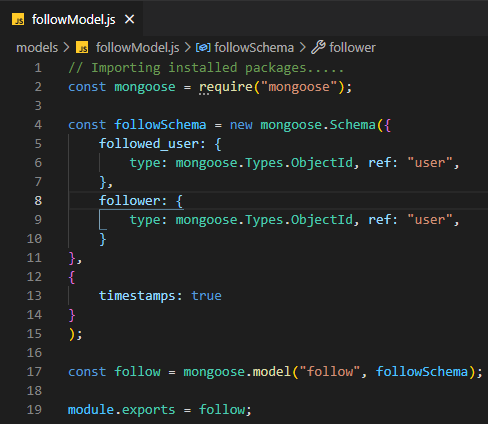 JS followModel.js ×
models > JS followModel.js > followSchema > follower
1 // Importing installed packages.....
2 const mongoose = require("mongoose");
3
4 const followSchema = new mongoose.Schema({
5     followed_user: {
6         type: mongoose.Types.ObjectId, ref: "user",
7     },
8     follower: {
9         type: mongoose.Types.ObjectId, ref: "user",
10     }
11 },
12 {
13     timestamps: true
14 }
15 );
16
17 const follow = mongoose.model("follow", followSchema);
18
19 module.exports = follow;